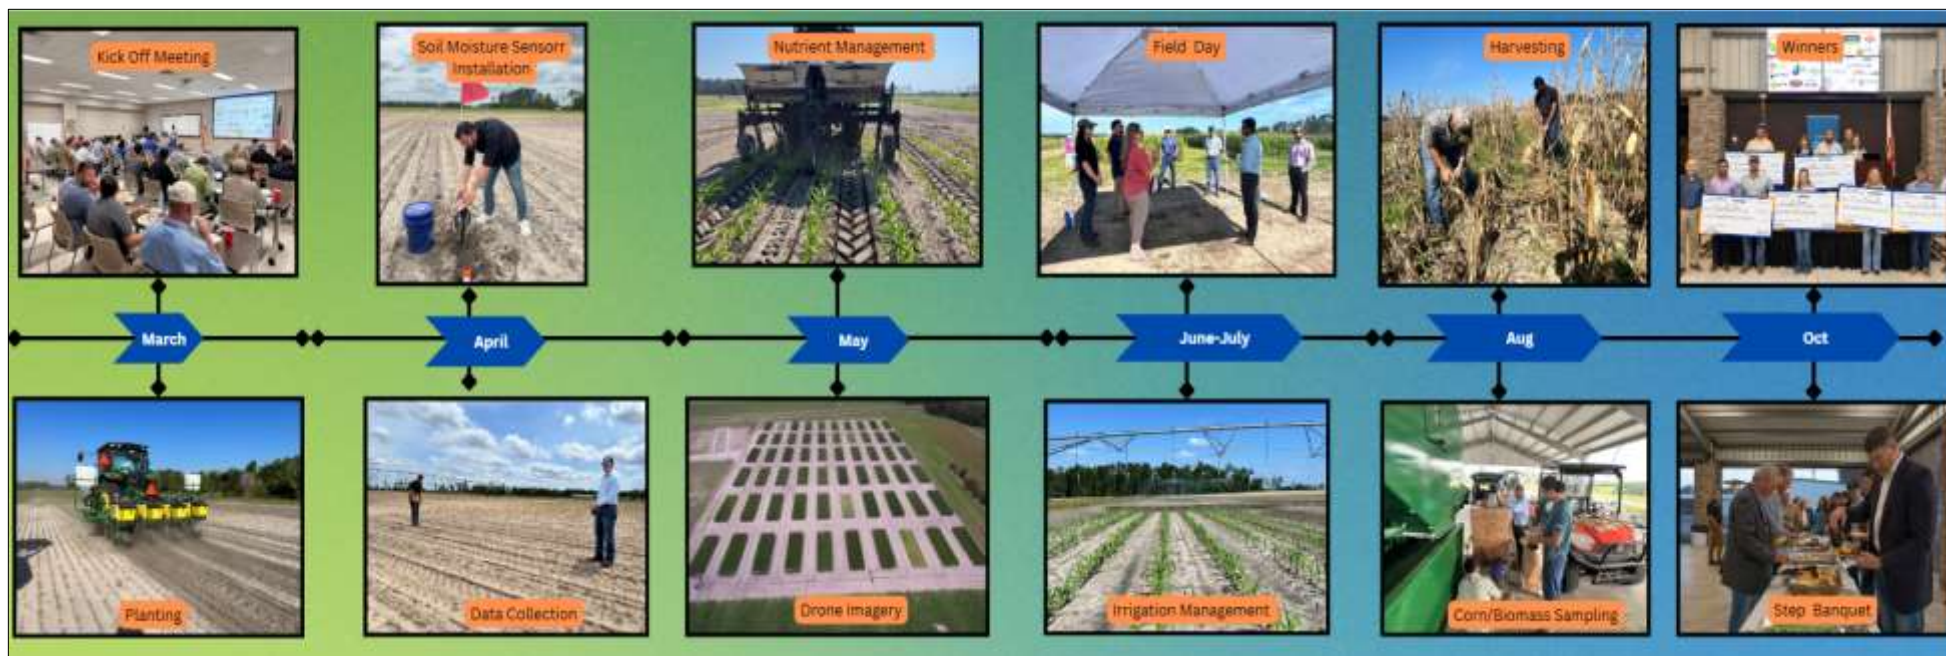 Kick Off Meeting
Soil Moisture Sensorr
Installation
Nutrient Management
Field Day
Harvesting
Winners
March
April
May
June-July
Aug
Oct
Planting
Data Collection
Drone Imagery
Irrigation Management
Corn/Biomass Sampling
Step Banquet